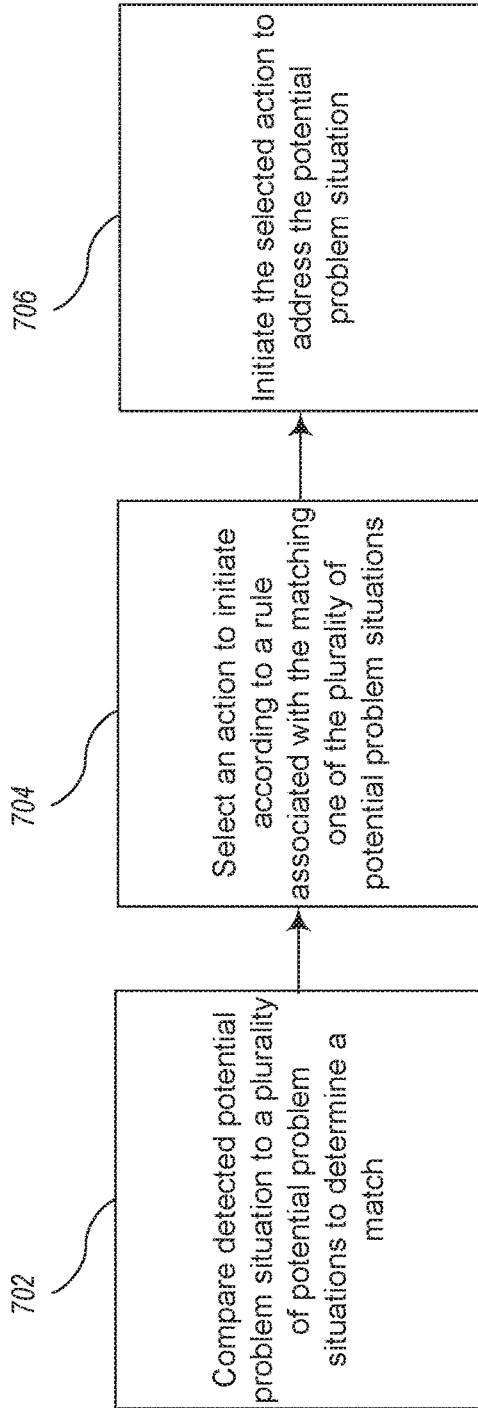 702
Compare detected potential
problem situation to a plurality
of potential problem
situations to determine a
match
704
Select an action to initiate
according to a rule
associated with the matching
one of the plurality of
potential problem situations
706
Initiate the selected action to
address the potential
problem situation